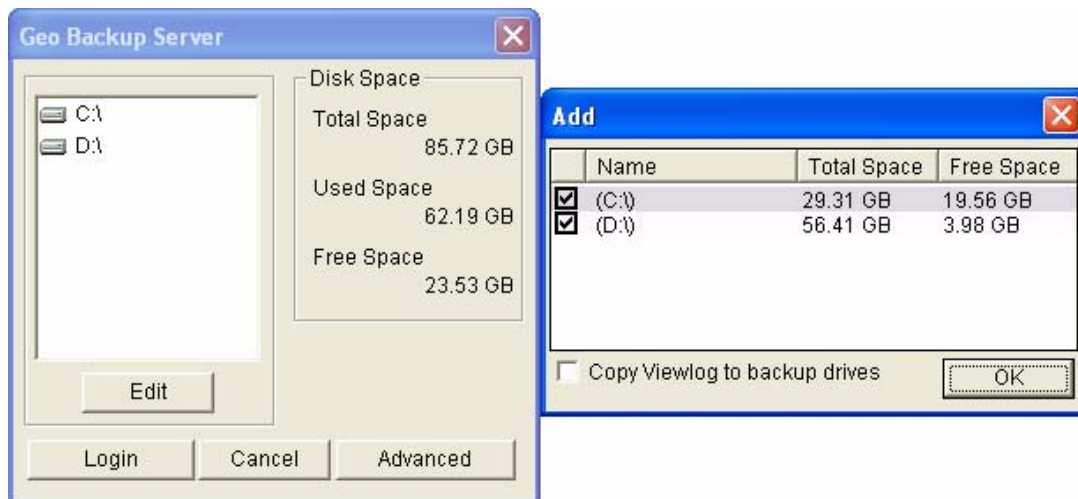 Geo Backup Server
C:\
D:\
Disk Space
Total Space
85.72 GB
Used Space
62.19 GB
Free Space
23.53 GB
Edit
Login Cancel Advanced
Add
Name Total Space Free Space
(C:\) 29.31 GB 19.56 GB
(D:\) 56.41 GB 3.98 GB
Copy Viewlog to backup drives
OK